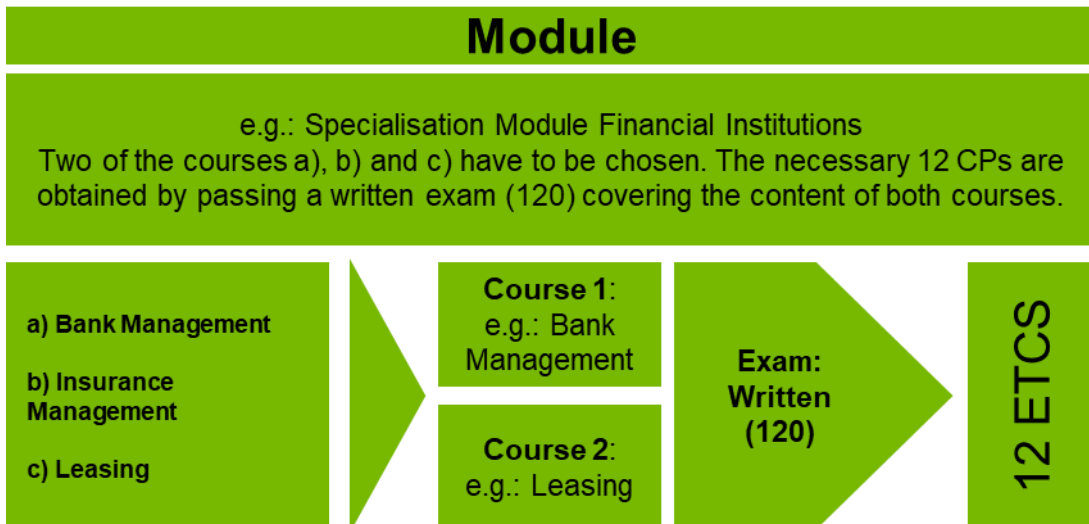 Module
e.g.: Specialisation Module Financial Institutions
Two of the courses a), b) and c) have to be chosen. The necessary 12 CPs are
obtained by passing a written exam (120) covering the content of both courses.
a) Bank Management
b) Insurance
Management
c) Leasing
Course 1:
e.g.: Bank
Management
Course 2:
e.g.: Leasing
Exam:
Written
(120)
12 ETCS